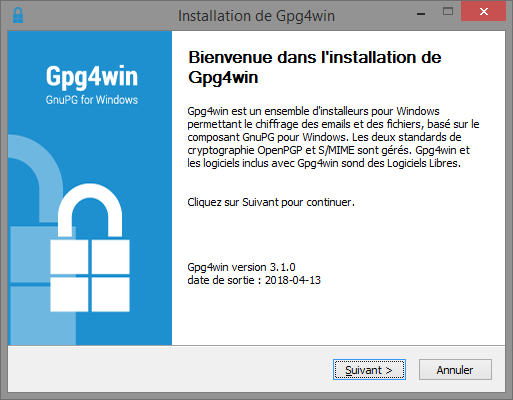 Installation de Gpg4win
Gpg4win
GnuPG for Windows
Bienvenue dans l'installation de
Gpg4win
Gpg4win est un ensemble d'installeurs pour Windows
permettant le chiffrage des emails et des fichiers, basé sur le
composant GnuPG pour Windows. Les deux standards de
cryptographie OpenPGP et S/MIME sont gérés. Gpg4win et
les logiciels inclus avec Gpg4win sond des Logiciels Libres.
Cliquez sur Suivant pour continuer.
Gpg4win version 3.1.0
date de sortie : 2018-04-13
Suivant >
Annuler